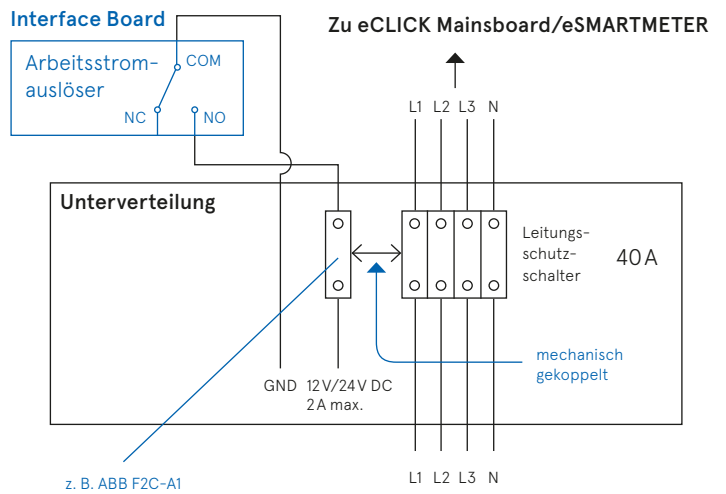 Interface Board
Zu eCLICK Mainsboard/eSMARTMETER
Arbeitsstrom-
auslöser
COM
NC
NO
L1 L2 L3 N
Unterverteilung
Leitungs-
schutz-
schalter
40 A
mechanisch
gekoppelt
GND
12 V/24 V DC
2 A max.
z. B. ABB F2C-A1
L1 L2 L3 N